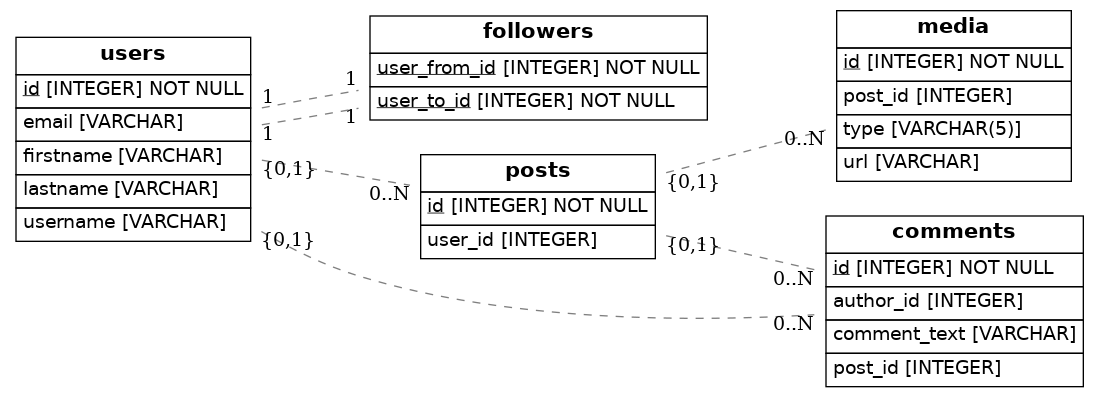 users
id [INTEGER] NOT NULL
email [VARCHAR]
firstname [VARCHAR]
lastname [VARCHAR]
username [VARCHAR]
1
1
{0,1}
{0,1}
1
1
0..N
0..N
followers
user_from_id [INTEGER] NOT NULL
user_to_id [INTEGER] NOT NULL
posts
id [INTEGER] NOT NULL
user_id [INTEGER]
{0,1}
{0,1}
0..N
0..N
media
id [INTEGER] NOT NULL
post_id [INTEGER]
type [VARCHAR(5)]
url [VARCHAR]
comments
id [INTEGER] NOT NULL
author_id [INTEGER]
comment_text [VARCHAR]
post_id [INTEGER]